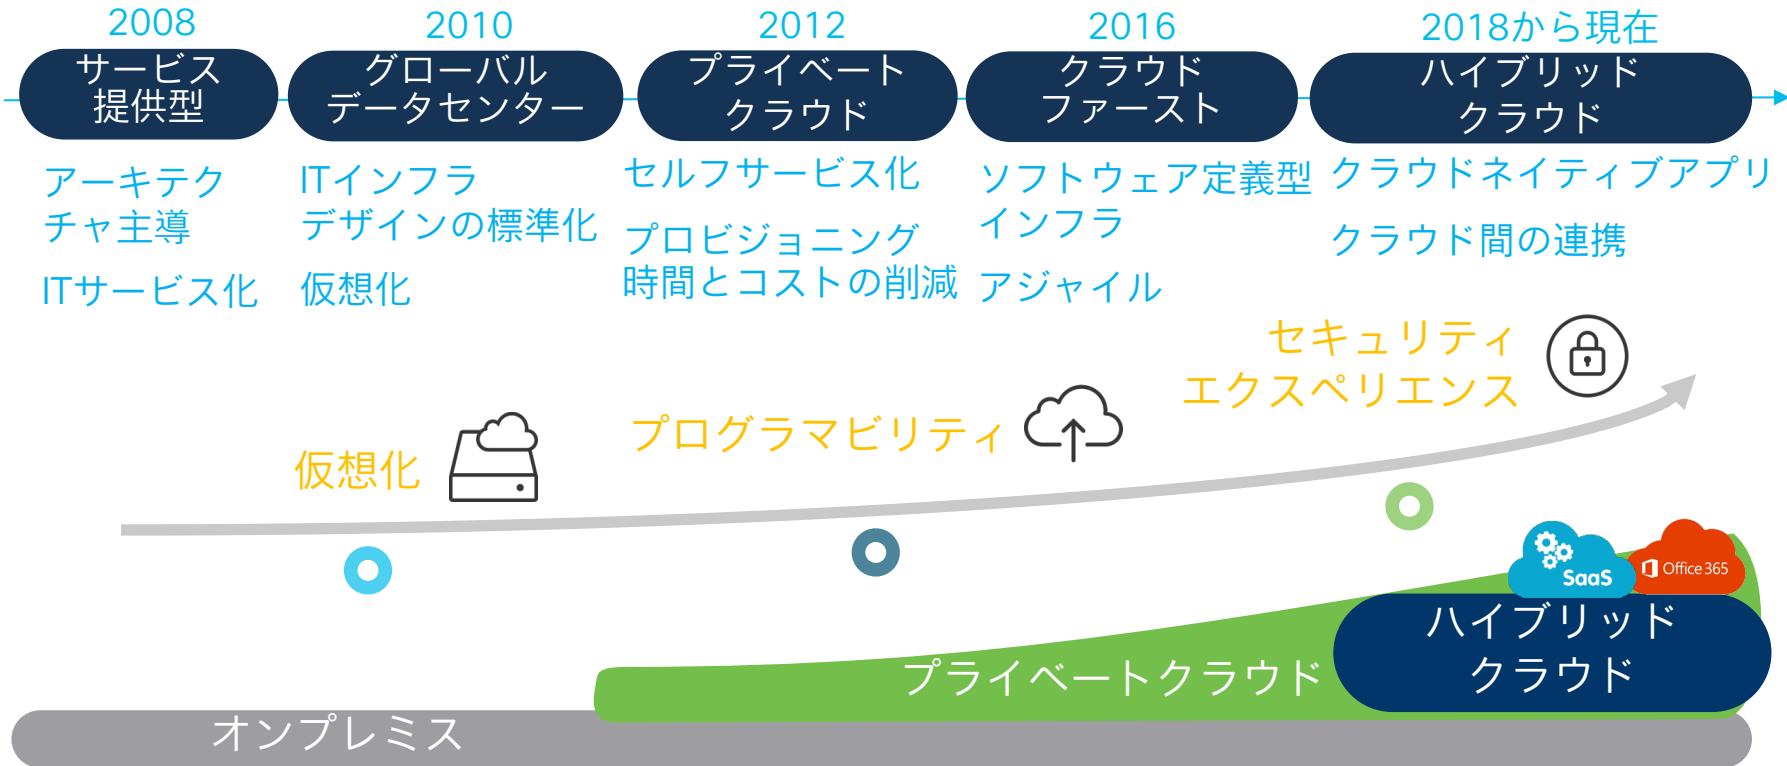 2008
サービス
提供型
アーキテク
チャ主導
ITサービス化
2010
グローバル
データセンター
ITインフラ
デザインの標準化
仮想化
2012
プライベート
クラウド
セルフサービス化
プロビジョニング
時間とコストの削減
2016
クラウド
ファースト
ソフトウェア定義型
インフラ
アジャイル
2018から現在
ハイブリッド
クラウド
クラウドネイティブアプリ
クラウド間の連携
仮想化
プログラマビリティ
セキュリティ
エクスペリエンス
SaaS
Office 365
ハイブリッド
クラウド
プライベートクラウド
オンプレミス